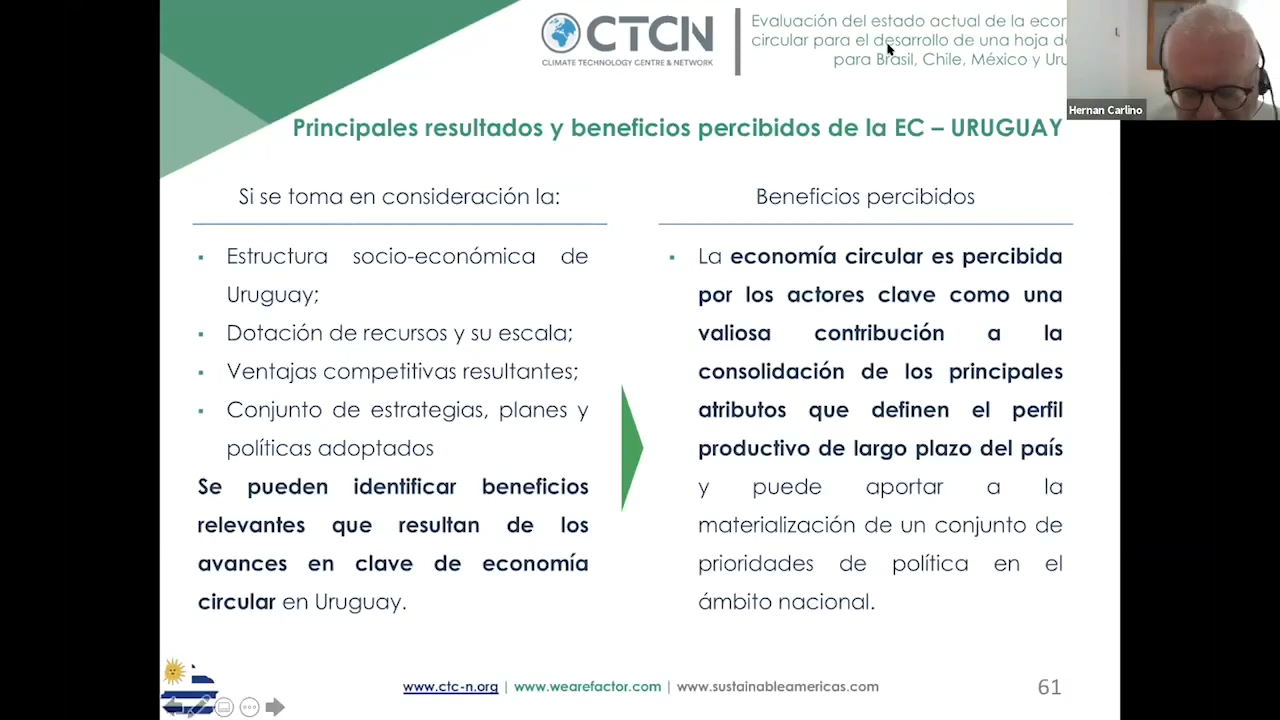 CTCN
CLIMATE TECHNOLOGY CENTRE & NETWORK
Evaluación del estado actual de la
circular para el desarrollo de una hoja
para Brasil, Chile, México y
Hernan Carlino
Principales resultados y beneficios percibidos de la EC – URUGUAY
Si se toma en consideración la:
▪ Estructura socio-económica de
Uruguay;
▪ Dotación de recursos y su escala;
▪ Ventajas competitivas resultantes;
▪ Conjunto de estrategias, planes y
políticas adoptados
Se pueden identificar beneficios
relevantes que resultan de los
avances en clave de economía
circular en Uruguay.
Beneficios percibidos
▪ La economía circular es percibida
por los actores clave como una
valiosa contribución a la
consolidación de los principales
atributos que definen el perfil
productivo de largo plazo del país
y puede aportar a la
materialización de un conjunto de
prioridades de política en el
ámbito nacional.
www.ctc-n.org | www.wearefactor.com | www.sustainableamericas.com
61